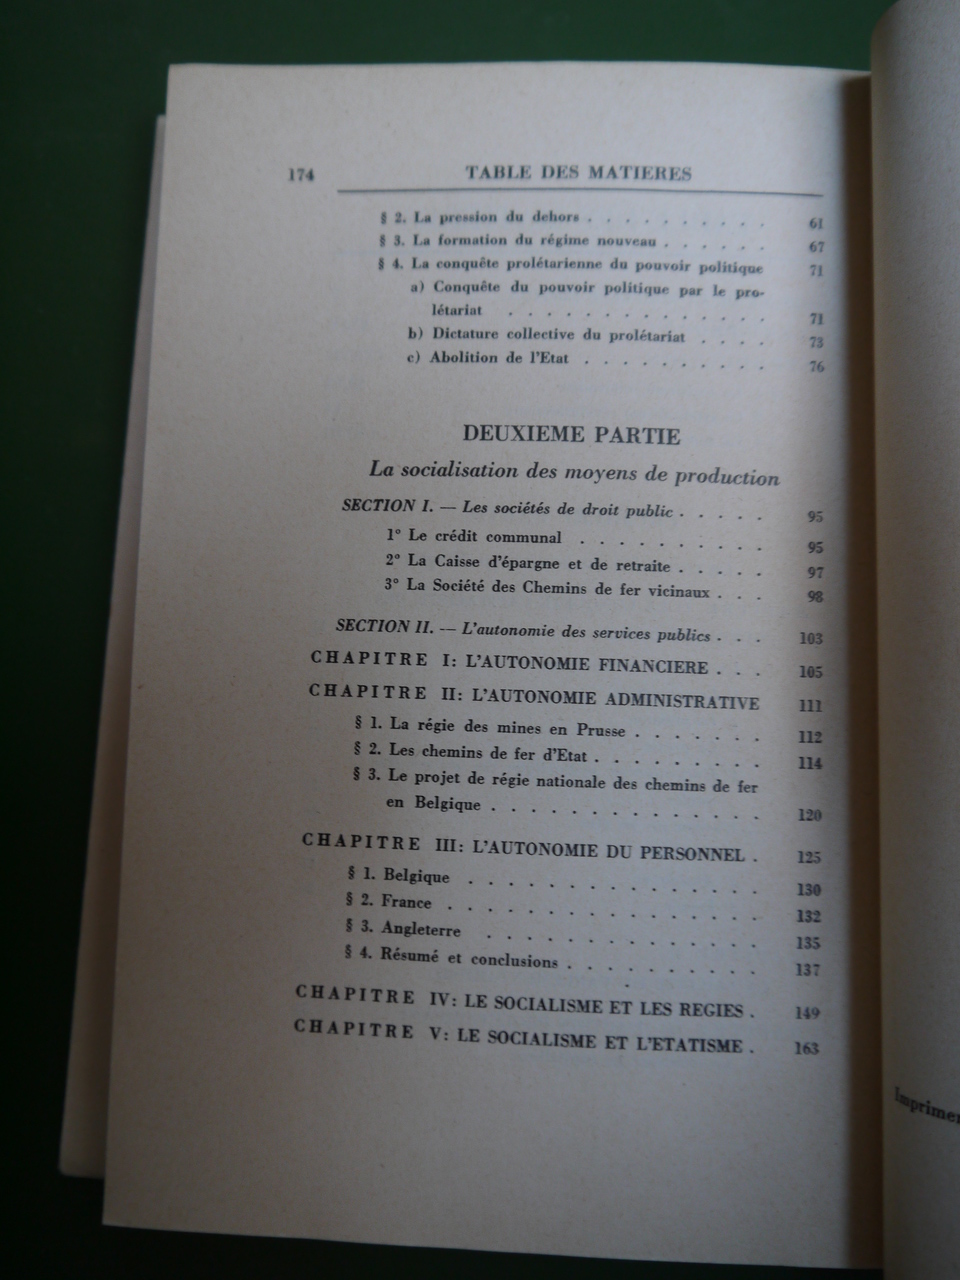 174 TABLE DES MATIERES
§ 2. La pression du dehors . . . . . . . . . . 61
§ 3. La formation du régime nouveau . . . . . . 67
§ 4. La conquête prolétarienne du pouvoir politique 71
a) Conquête du pouvoir politique par le pro-
létariat . . . . . . . . . . . . . . 71
b) Dictature collective du prolétariat . . . . 73
c) Abolition de l'Etat . . . . . . . . . . 76
DEUXIEME PARTIE
La socialisation des moyens de production
SECTION I. — Les sociétés de droit public . . . . . 95
1° Le crédit communal . . . . . . . . . . 95
2° La Caisse d'épargne et de retraite . . . . . 97
3° La Société des Chemins de fer vicinaux . . . 98
SECTION II. — L'autonomie des services publics . . . 103
CHAPITRE I: L'AUTONOMIE FINANCIERE . . . 105
CHAPITRE II: L'AUTONOMIE ADMINISTRATIVE 111
§ 1. La régie des mines en Prusse . . . . . . . 112
§ 2. Les chemins de fer d'Etat . . . . . . . . . 114
§ 3. Le projet de régie nationale des chemins de fer
en Belgique . . . . . . . . . . . . . 120
CHAPITRE III: L'AUTONOMIE DU PERSONNEL . 125
§ 1. Belgique . . . . . . . . . . . . . . . 130
§ 2. France . . . . . . . . . . . . . . . . 132
§ 3. Angleterre . . . . . . . . . . . . . . 135
§ 4. Résumé et conclusions . . . . . . . . . . 137
CHAPITRE IV: LE SOCIALISME ET LES REGIES . 149
CHAPITRE V: LE SOCIALISME ET L'ETATISME . 163